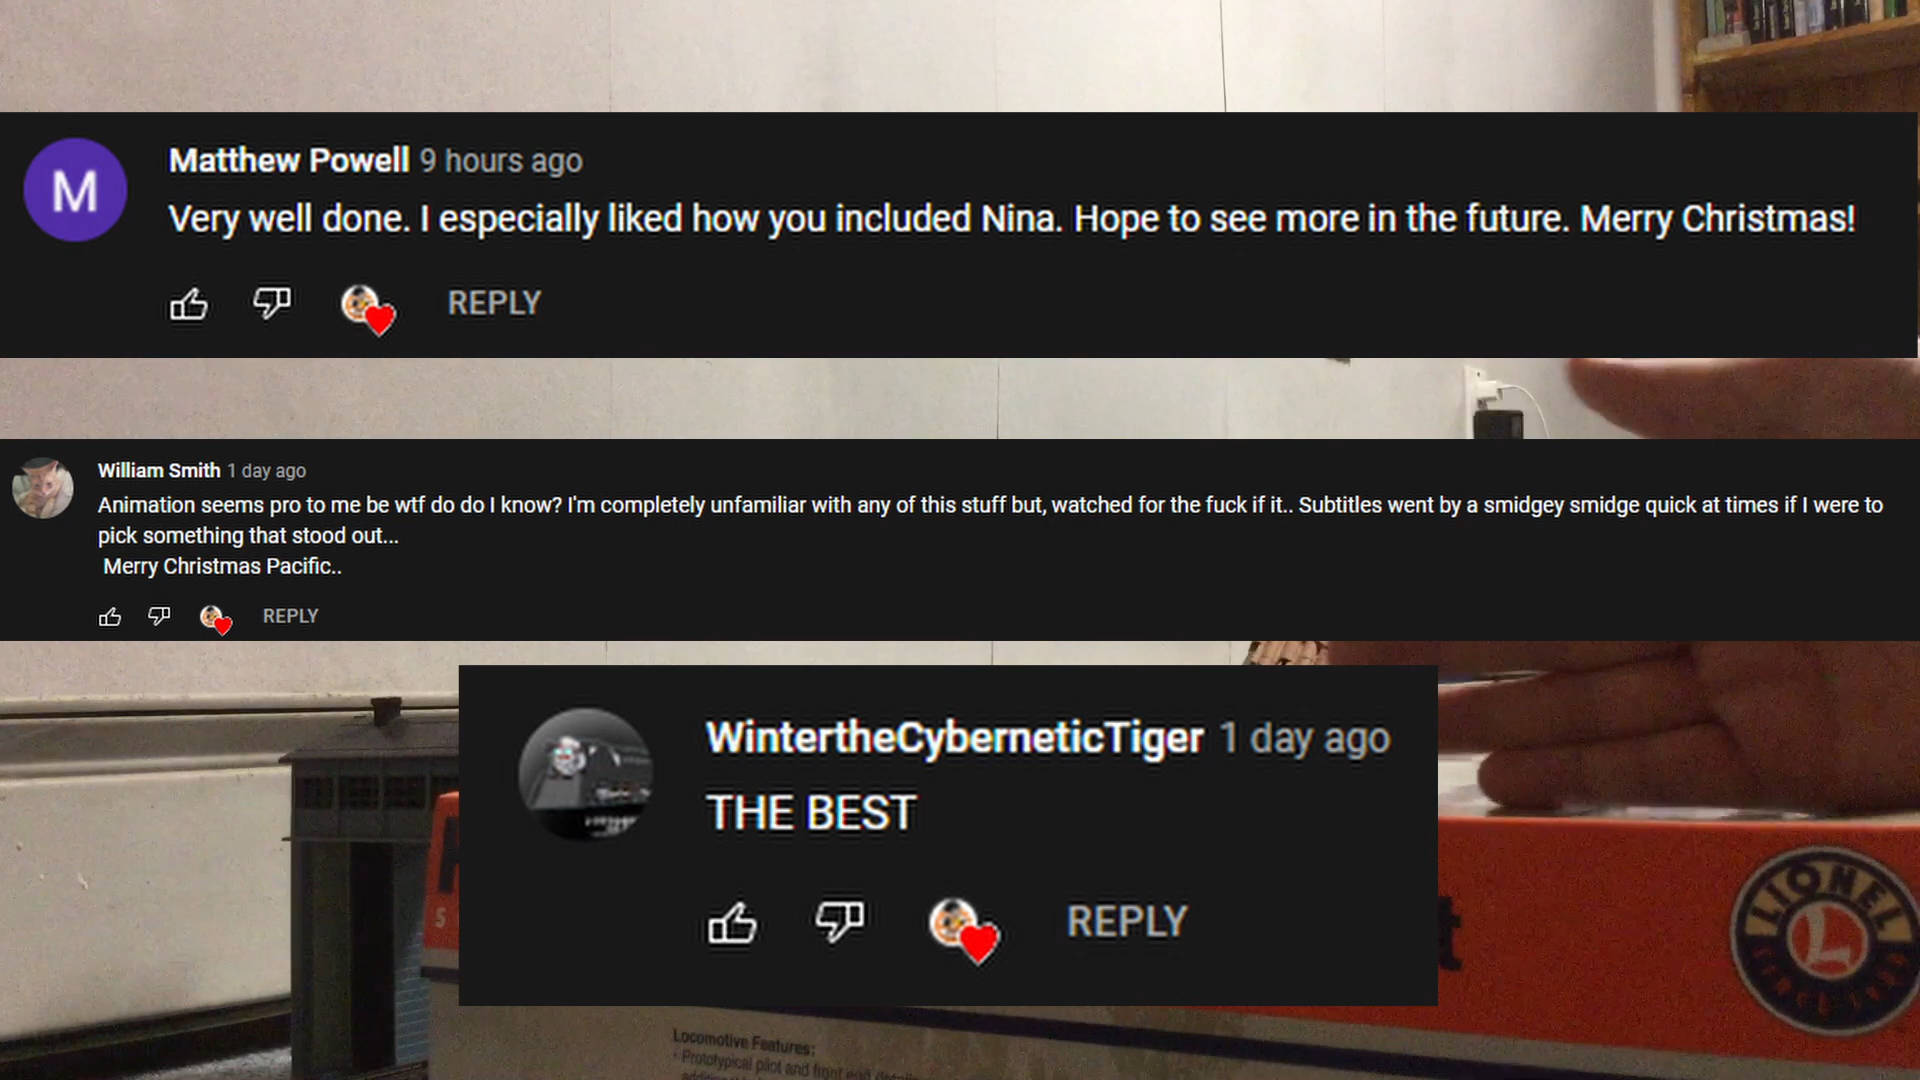 M
Matthew Powell 9 hours ago
Very well done. I especially liked how you included Nina. Hope to see more in the future. Merry Christmas!
REPLY
William Smith 1 day ago
Animation seems pro to me be wtf do do I know? I'm completely unfamiliar with any of this stuff but, watched for the fuck if it.. Subtitles went by a smidgey smidge quick at times if I were to
pick something that stood out...
Merry Christmas Pacific..
REPLY
WintertheCyberneticTiger 1 day ago
THE BEST
REPLY
LIONEL
L
SINCE 1900
S
Locomotive Features:
• Prototypical pilot and front end